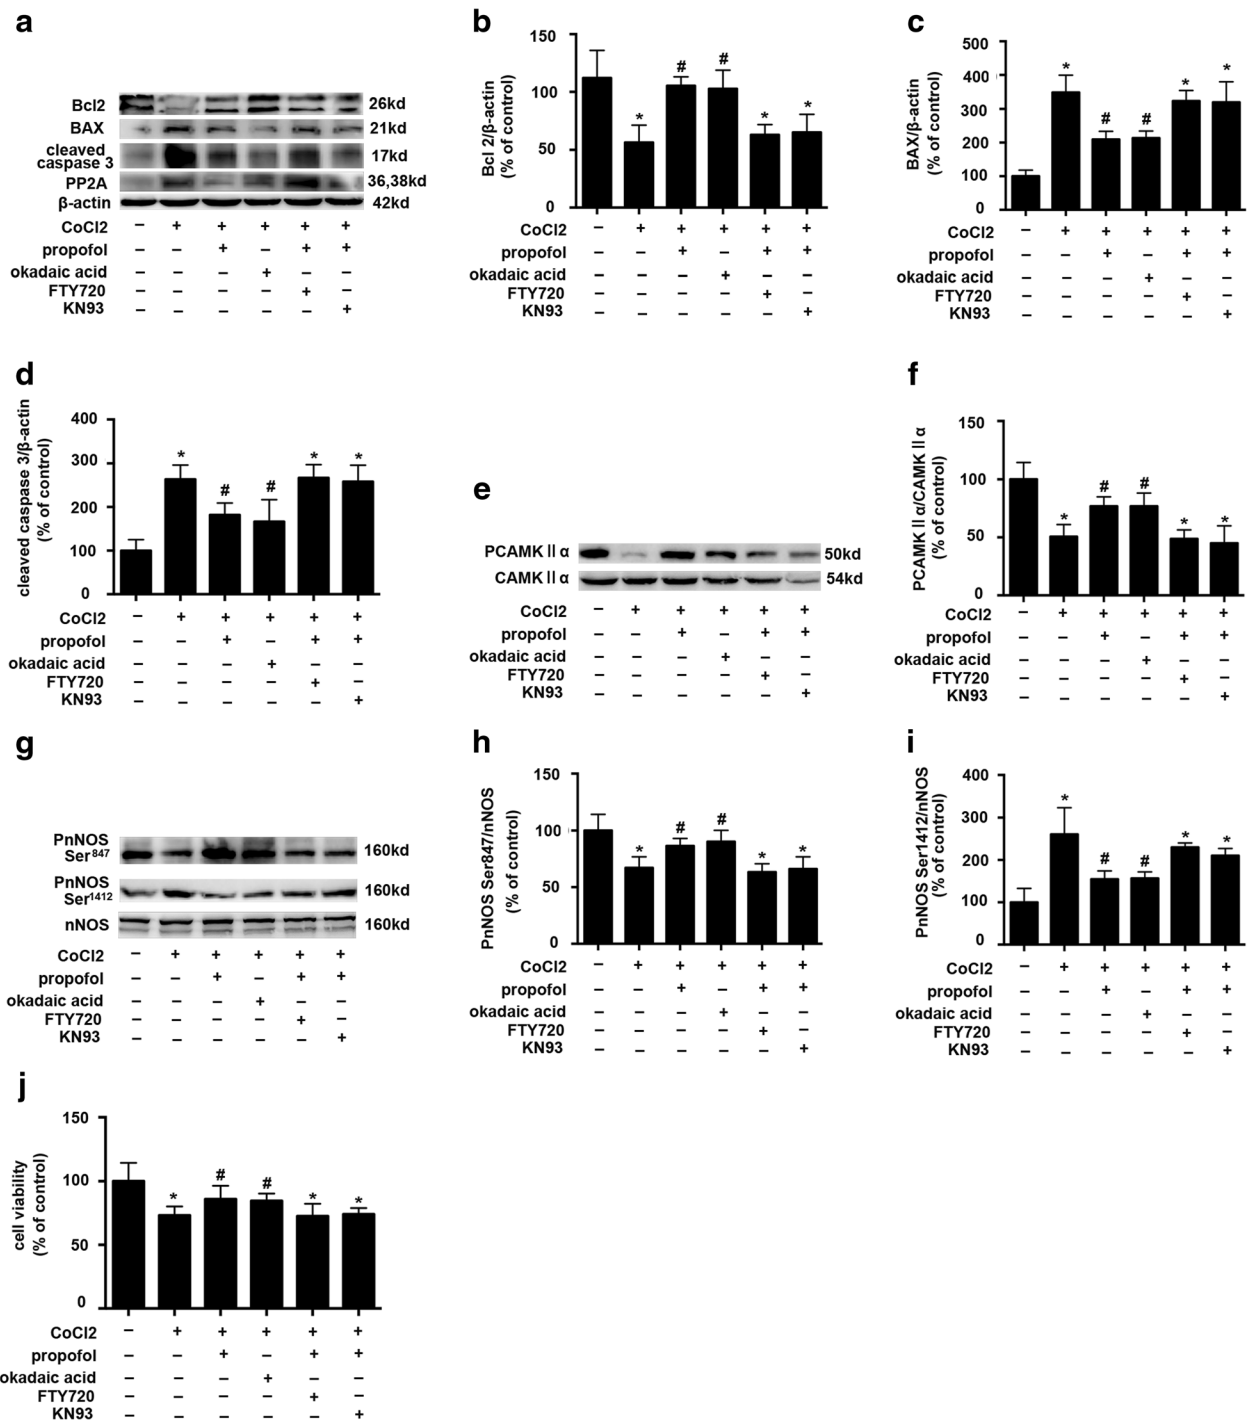 a
Bcl2 26kd
BAX 21kd
cleaved
caspase 3 17kd
PP2A 36,38kd
β-actin 42kd
CoCl2 – + + + + +
propofol – – + – + +
okadaic acid – – – + – –
FTY720 – – – – + –
KN93 – – – – – +
b
Bcl 2/β-actin
(% of control)
150
100
50
0
* # # * *
CoCl2 – + + + + +
propofol – – + – + +
okadaic acid – – – + – –
FTY720 – – – – + –
KN93 – – – – – +
c
BAX/β-actin
(% of control)
500
400
300
200
100
0
* # # * *
CoCl2 – + + + + +
propofol – – + – + +
okadaic acid – – – + – –
FTY720 – – – – + –
KN93 – – – – – +
d
cleaved caspase 3/β-actin
(% of control)
400
300
200
100
0
* # # * *
CoCl2 – + + + + +
propofol – – + – + +
okadaic acid – – – + – –
FTY720 – – – – + –
KN93 – – – – – +
e
PCAMK II α 50kd
CAMK II α 54kd
CoCl2 – + + + + +
propofol – – + – + +
okadaic acid – – – + – –
FTY720 – – – – + –
KN93 – – – – – +
f
PCAMK II α/CAMK II α
(% of control)
150
100
50
0
* # # * *
CoCl2 – + + + + +
propofol – – + – + +
okadaic acid – – – + – –
FTY720 – – – – + –
KN93 – – – – – +
g
PnNOS
Ser847 160kd
PnNOS
Ser1412 160kd
nNOS 160kd
CoCl2 – + + + + +
propofol – – + – + +
okadaic acid – – – + – –
FTY720 – – – – + –
KN93 – – – – – +
h
PnNOS Ser847/nNOS
(% of control)
150
100
50
0
* # # * *
CoCl2 – + + + + +
propofol – – + – + +
okadaic acid – – – + – –
FTY720 – – – – + –
KN93 – – – – – +
i
PnNOS Ser1412/nNOS
(% of control)
400
300
200
100
0
* # # * *
CoCl2 – + + + + +
propofol – – + – + +
okadaic acid – – – + – –
FTY720 – – – – + –
KN93 – – – – – +
j
cell viability
(% of control)
150
100
50
0
* # # * *
CoCl2 – + + + + +
propofol – – + – + +
okadaic acid – – – + – –
FTY720 – – – – + –
KN93 – – – – – +